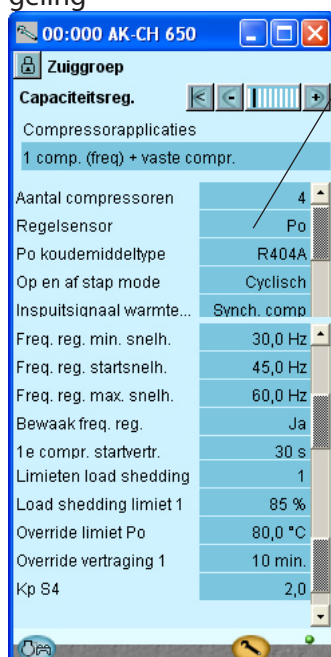 geling
00:000 AK-CH 650
Zuiggroep
Capaciteitsreg.
Compressorapplicaties
1 comp. (freq) + vaste compr.
Aantal compressoren 4
Regelsensor Po
Po koudemiddeltype R404A
Op en af stap mode Cyclisch
Inspuitsignaal warmte... Synch. comp
Freq. reg. min. snelh. 30,0 Hz
Freq. reg. startsnelh. 45,0 Hz
Freq. reg. max. snelh. 60,0 Hz
Bewaak freq. reg. Ja
1e compr. startvertr. 30 s
Limieten load shedding 1
Load shedding limiet 1 85 %
Override limiet Po 80,0 °C
Override vertraging 1 10 min.
Kp S4 2,0